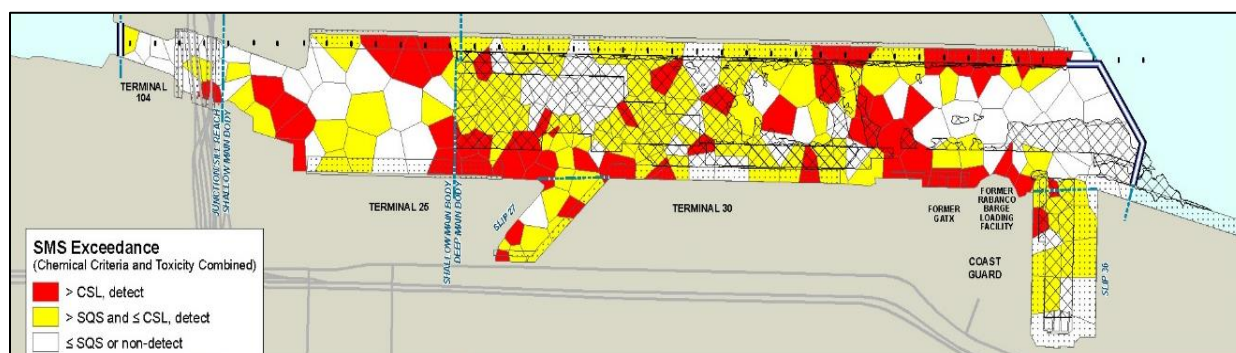 TERMINAL
104
JUNCTION SILL REACH
SHALLOW MAIN BODY
TERMINAL 25
SHALLOW MAIN BODY
DEEP MAIN BODY
SLIP 27
TERMINAL 30
FORMER
GATX
FORMER
RABANCO
BARGE
LOADING
FACILITY
COAST
GUARD
SLIP 36
SMS Exceedance
(Chemical Criteria and Toxicity Combined)
> CSL, detect
> SQS and ≤ CSL, detect
≤ SQS or non-detect